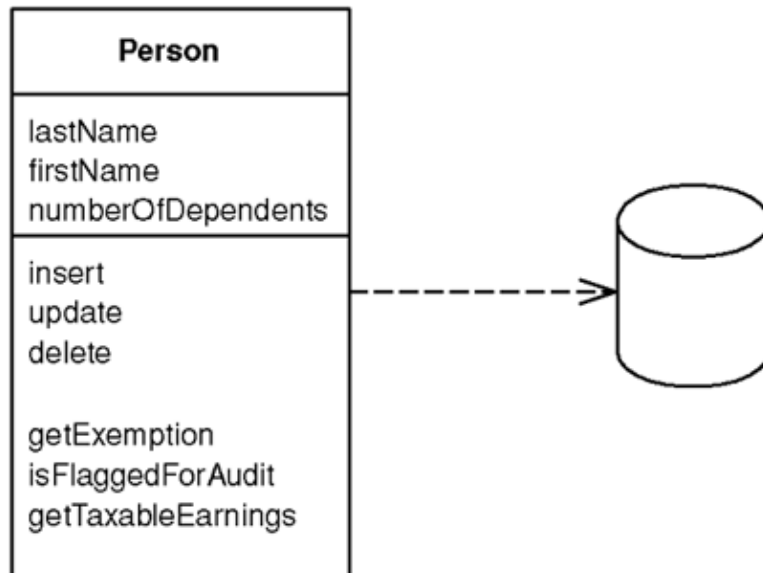 Person
lastName
firstName
numberOfDependents
insert
update
delete
getExemption
isFlaggedForAudit
getTaxableEarnings